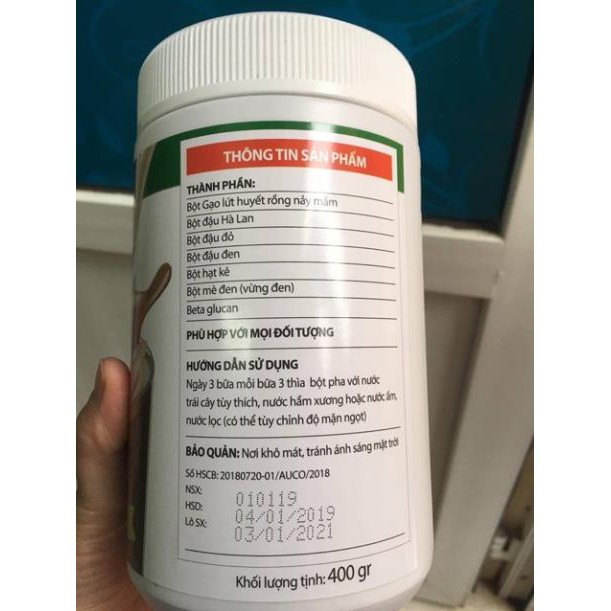 THÔNG TIN SẢN PHẨM
THÀNH PHẦN:
Bột Gạo lứt huyết rồng nảy mầm
Bột đậu Hà Lan
Bột đậu đỏ
Bột đậu đen
Bột hạt kê
Bột mè đen (vừng đen)
Beta glucan
PHÙ HỢP VỚI MỌI ĐỐI TƯỢNG
HƯỚNG DẪN SỬ DỤNG
Ngày 3 bữa mỗi bữa 3 thìa bột pha với nước
trái cây tùy thích, nước hầm xương hoặc nước ấm,
nước lọc (có thể tùy chỉnh độ mặn ngọt)
BẢO QUẢN: Nơi khô mát, tránh ánh sáng mặt trời
Số HSCB: 20180720-01/AUCO/2018
NSX: 010119
HSD: 04/01/2019
Lô SX: 03/01/2021
Khối lượng tịnh: 400 gr